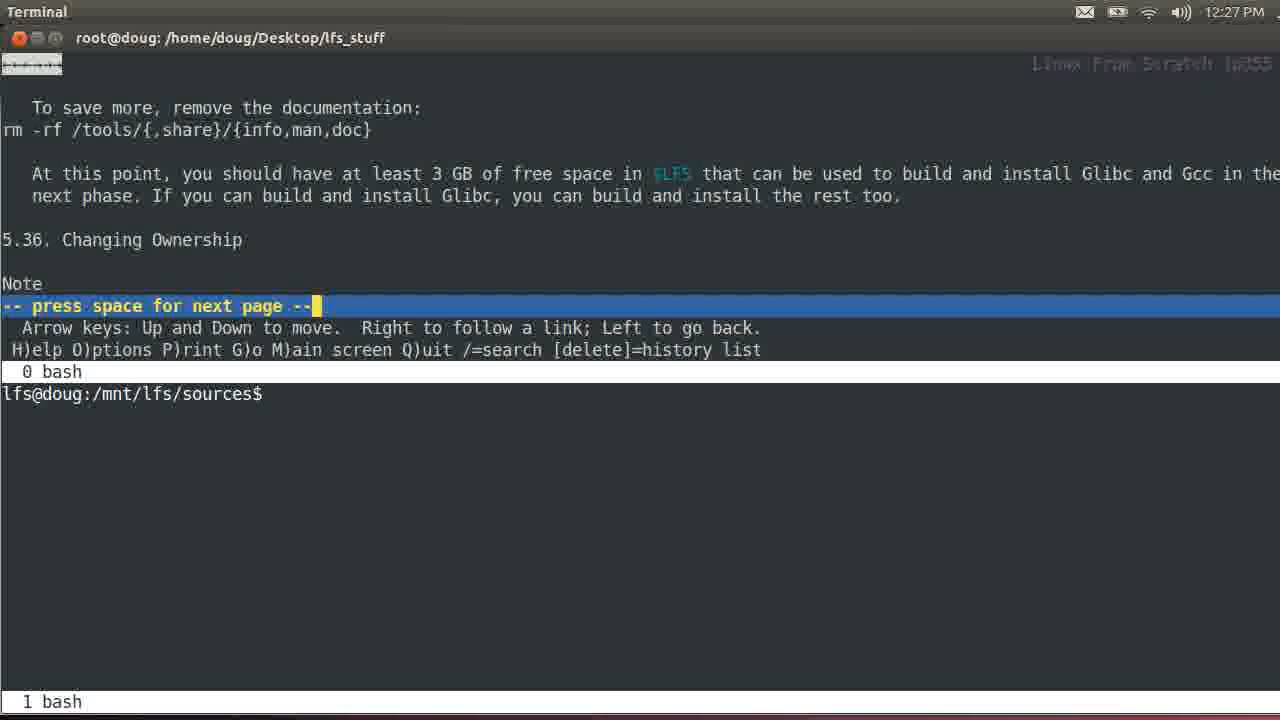 Terminal
12:27 PM
root@doug: /home/doug/Desktop/lfs_stuff
Linux From Scratch (p355
To save more, remove the documentation:
rm -rf /tools/{,share}/{info,man,doc}
At this point, you should have at least 3 GB of free space in $LFS that can be used to build and install Glibc and Gcc in the
next phase. If you can build and install Glibc, you can build and install the rest too.
5.36. Changing Ownership
Note
-- press space for next page --
Arrow keys: Up and Down to move.  Right to follow a link; Left to go back.
H)elp O)ptions P)rint G)o M)ain screen Q)uit /=search [delete]=history list
0 bash
lfs@doug:/mnt/lfs/sources$
1 bash